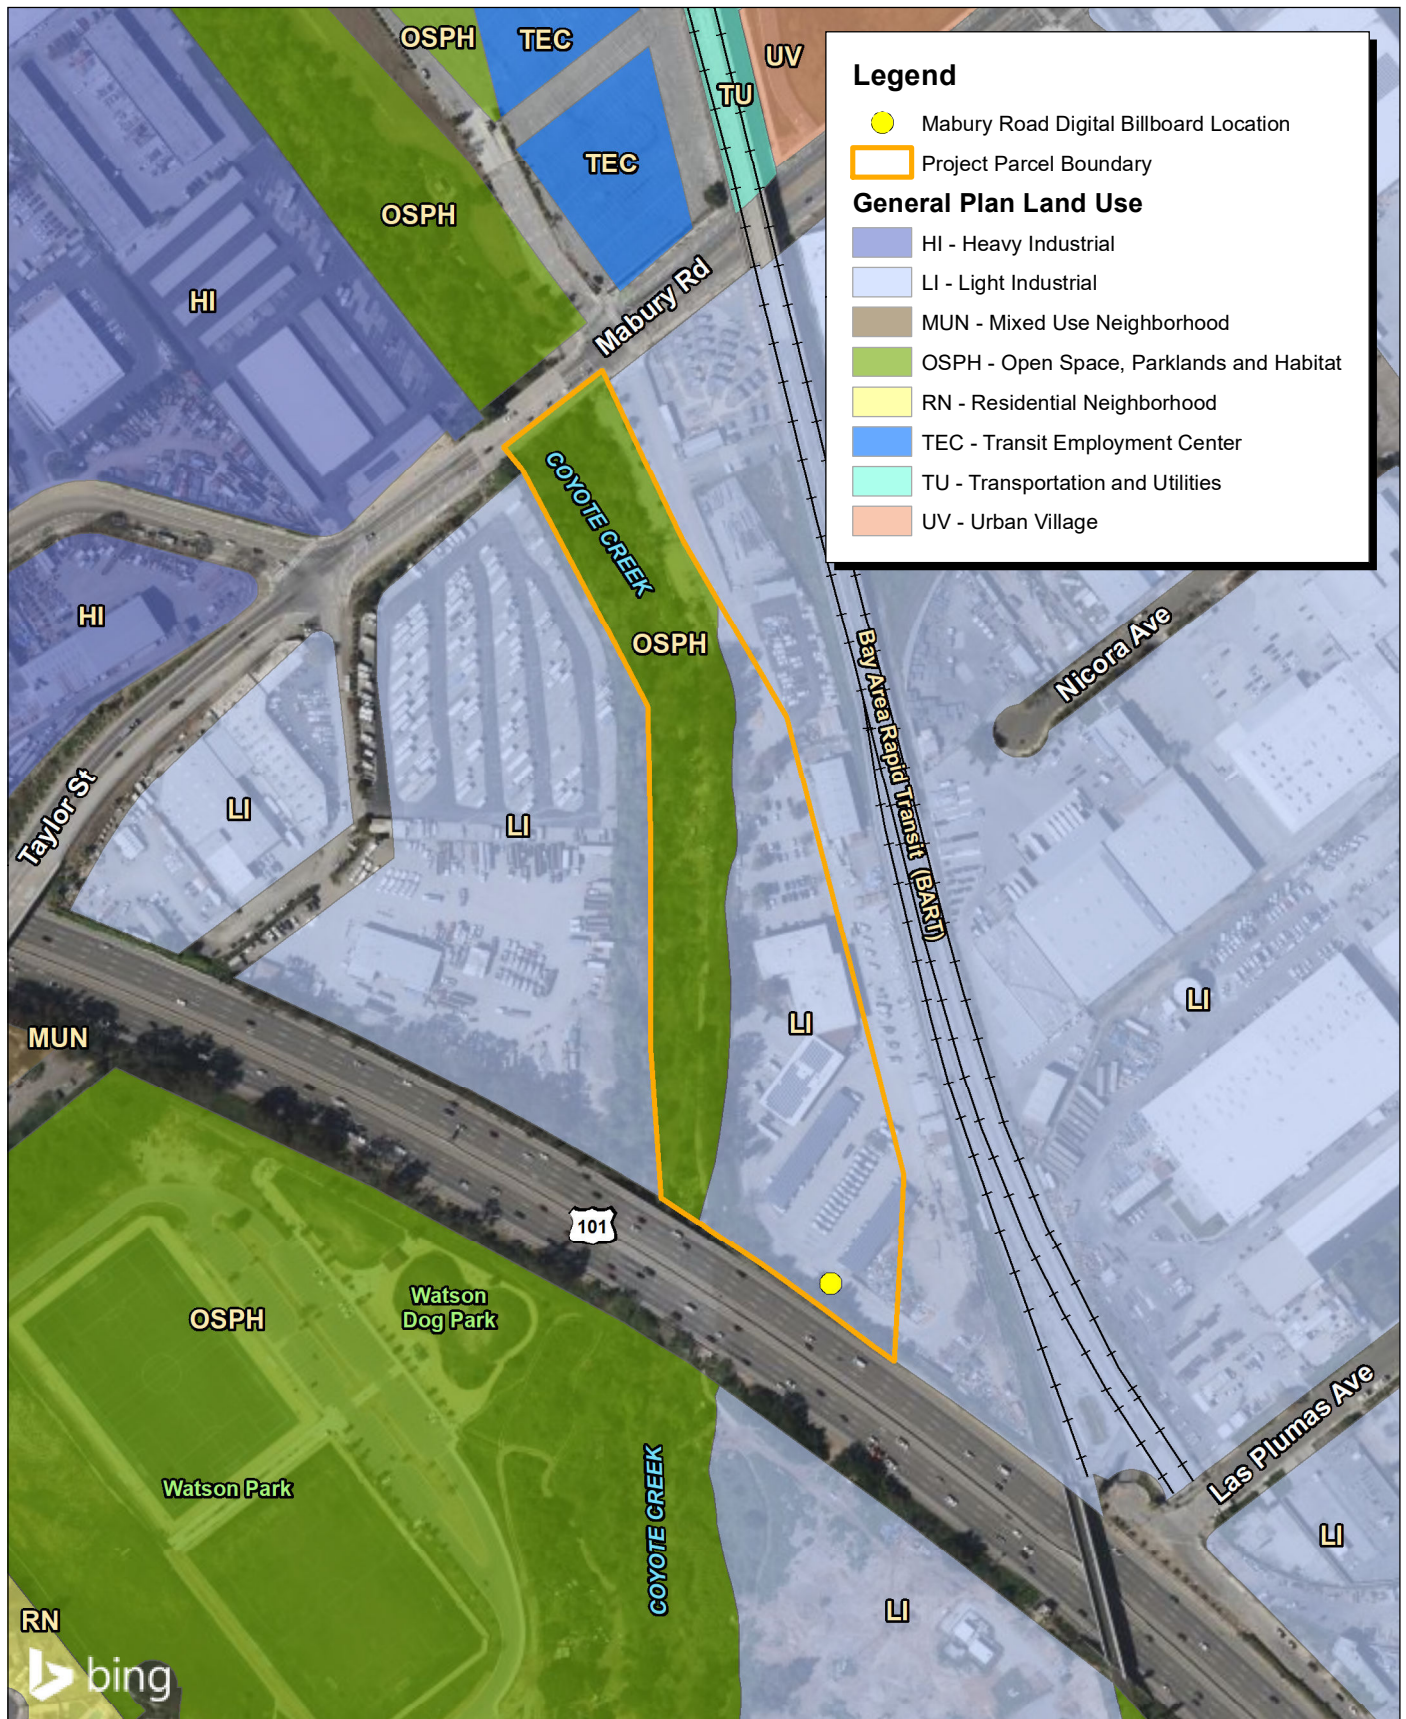 OSPH
TEC
UV
TU
TEC
OSPH
HI
Mabury Rd
Legend
Mabury Road Digital Billboard Location
Project Parcel Boundary
General Plan Land Use
HI - Heavy Industrial
LI - Light Industrial
MUN - Mixed Use Neighborhood
OSPH - Open Space, Parklands and Habitat
RN - Residential Neighborhood
TEC - Transit Employment Center
TU - Transportation and Utilities
UV - Urban Village
COYOTE CREEK
HI
OSPH
Nicora Ave
Bay Area Rapid Transit (BART)
Taylor St
LI
LI
LI
LI
MUN
101
OSPH
Watson
Dog Park
Watson Park
COYOTE CREEK
Las Plumas Ave
LI
LI
RN
bing